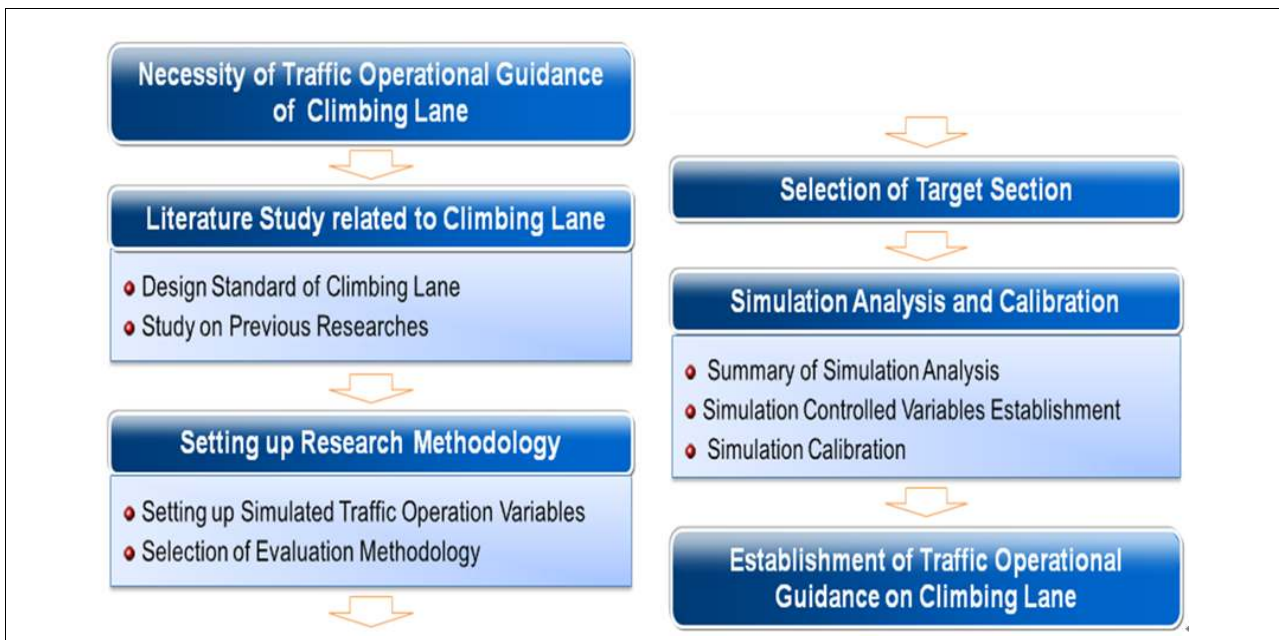 Necessity of Traffic Operational Guidance
of Climbing Lane
Literature Study related to Climbing Lane
Design Standard of Climbing Lane
Study on Previous Researches
Setting up Research Methodology
Setting up Simulated Traffic Operation Variables
Selection of Evaluation Methodology
Selection of Target Section
Simulation Analysis and Calibration
Summary of Simulation Analysis
Simulation Controlled Variables Establishment
Simulation Calibration
Establishment of Traffic Operational
Guidance on Climbing Lane